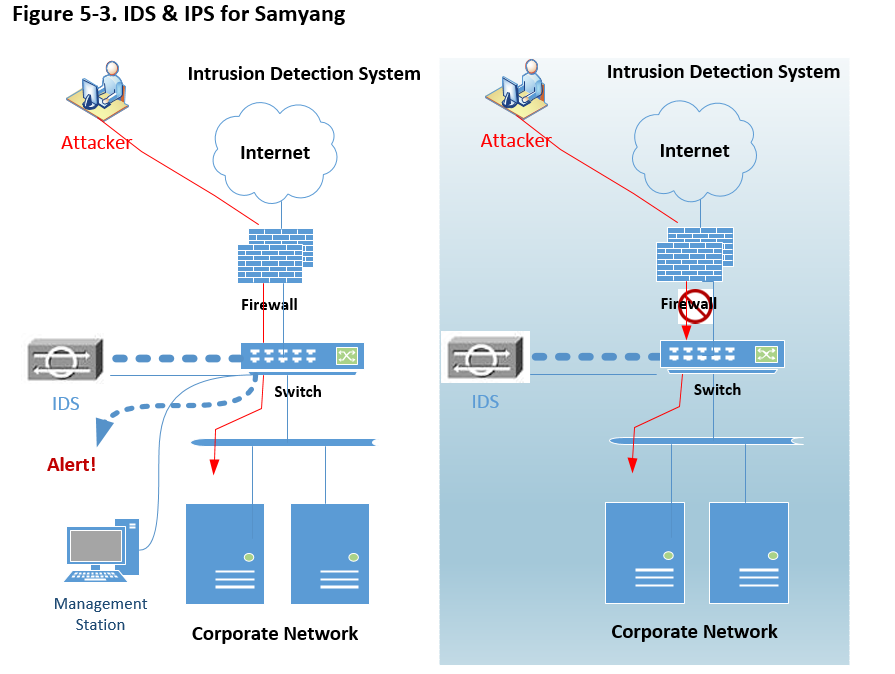 Figure 5-3. IDS & IPS for Samyang
Intrusion Detection System
Attacker
Internet
Firewall
IDS
Switch
Alert!
Management
Station
Corporate Network
Intrusion Detection System
Attacker
Internet
Firewall
IDS
Switch
Corporate Network